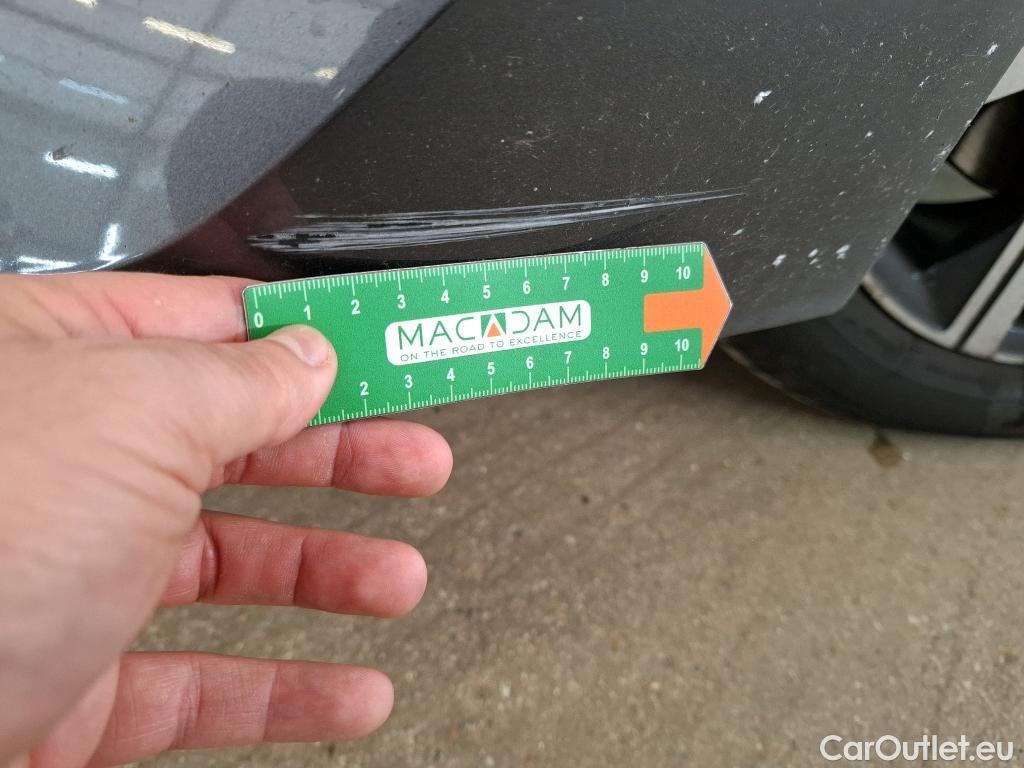 0 1 2 3 4 5 6 7 8 9 10
MACADAM
ON THE ROAD TO EXCELLENCE
2 3 4 5 6 7 8 9 10
CarOutlet.eu